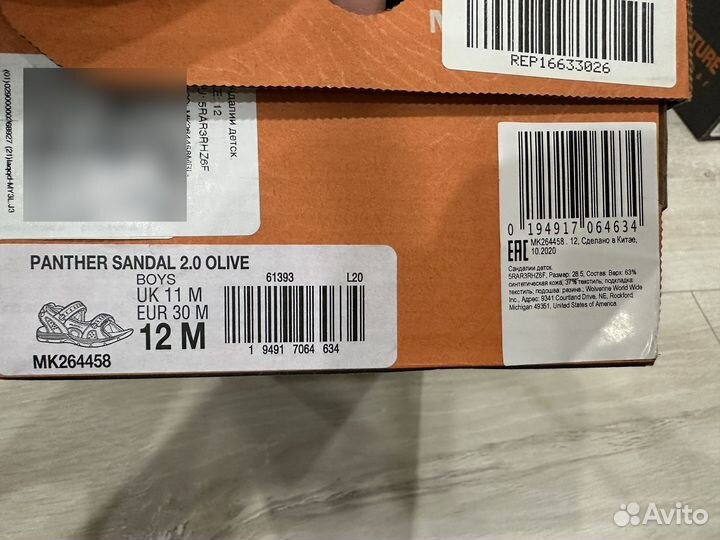 REP16633026
Сандалии детск
5RAR3RHZ6F
12
0 194917 064634
EAC
MK264458 . 12, Сделано в Китае,
10.2020
Сандалии детск.
5RAR3RHZ6F, Размер: 28.5, Состав: Верх: 63%
синтетическая кожа, 37% текстиль; подкладка:
текстиль; подошва: резина.; Wolverine World Wide
Inc., Адрес: 9341 Courtland Drive, NE, Rockford,
Michigan 49351, United States of America.
PANTHER SANDAL 2.0 OLIVE
BOYS 61393 L20
UK 11 M
EUR 30 M
12 M
1 9491 7064 634
MK264458
Avito